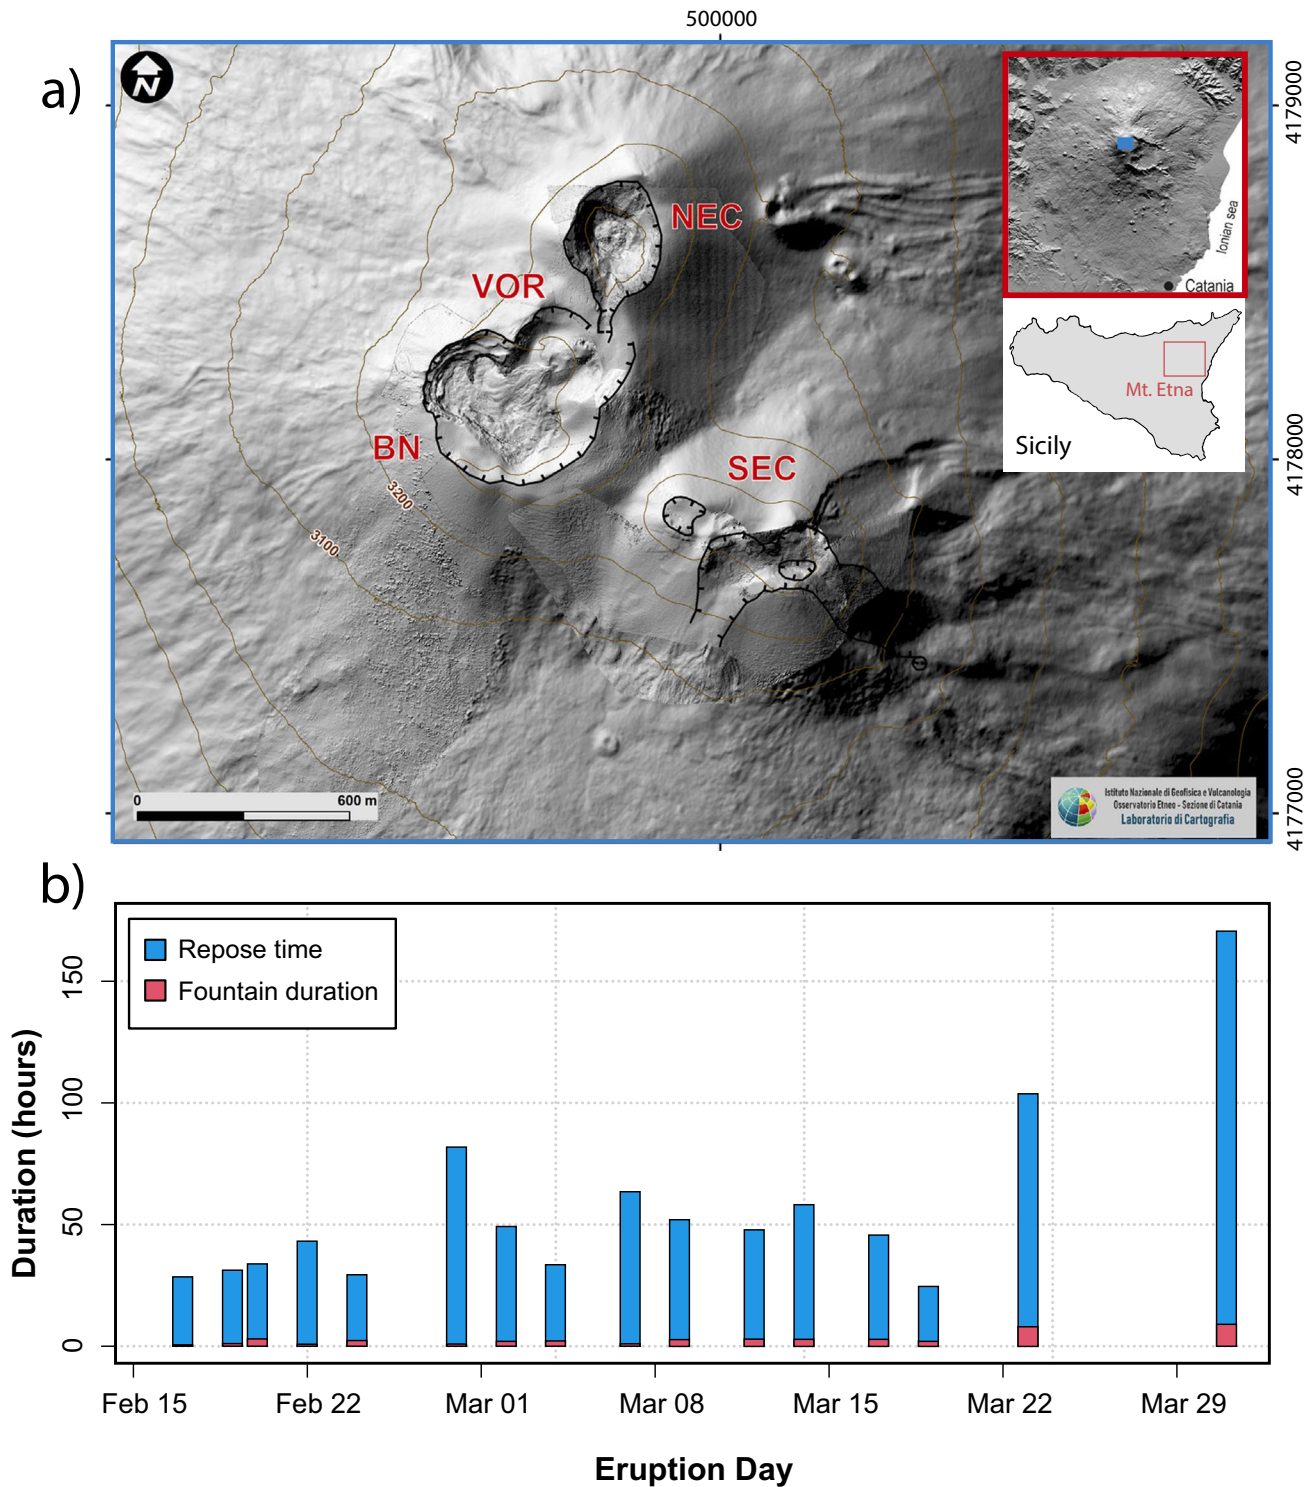 500000
a)
N
4179000
NEC
VOR
Ionian sea
Catania
Mt. Etna
Sicily
BN
SEC
4178000
3200
3100
0 600 m
Istituto Nazionale di Geofisica e Vulcanologia
Osservatorio Etneo - Sezione di Catania
Laboratorio di Cartografia
4177000
b)
Repose time
Fountain duration
Duration (hours)
150
100
50
0
Feb 15 Feb 22 Mar 01 Mar 08 Mar 15 Mar 22 Mar 29
Eruption Day